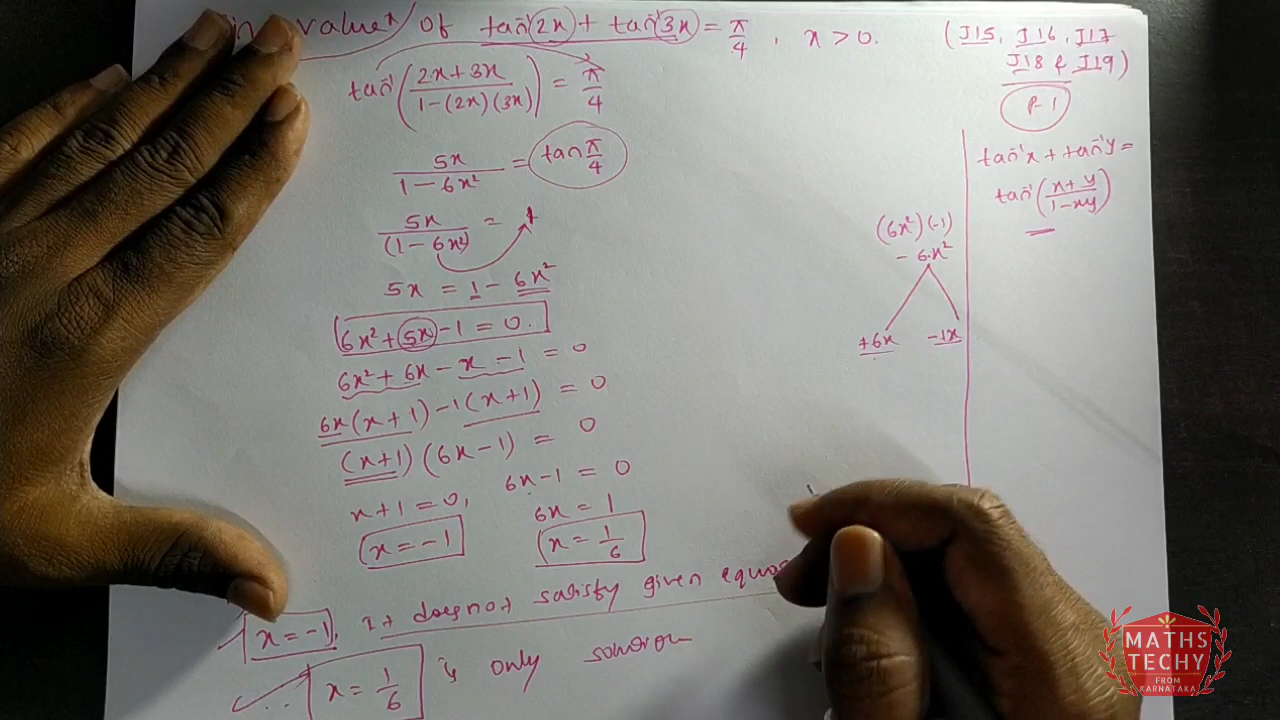 in value x of tan⁻¹(2x) + tan⁻¹(3x) = π/4 , x > 0.
(J15, J16, J17
J18 & J19)
P-1
tan⁻¹((2x+3x)/(1-(2x)(3x))) = π/4
5x/(1-6x²) = tan π/4
5x/(1-6x²) = 1
5x = 1 - 6x²
6x² + 5x - 1 = 0.
6x² + 6x - x - 1 = 0
6x(x+1) - 1(x+1) = 0
(x+1)(6x-1) = 0
x+1 = 0, 6x-1 = 0
6x = 1
x = -1 x = 1/6
x = -1, it does not satisfy given
x = 1/6 is only
tan⁻¹x + tan⁻¹y =
tan⁻¹((x+y)/(1-xy))
(6x²)(-1)
- 6x²
+6x -1x
MATHS
TECHY
FROM
KARNATAKA